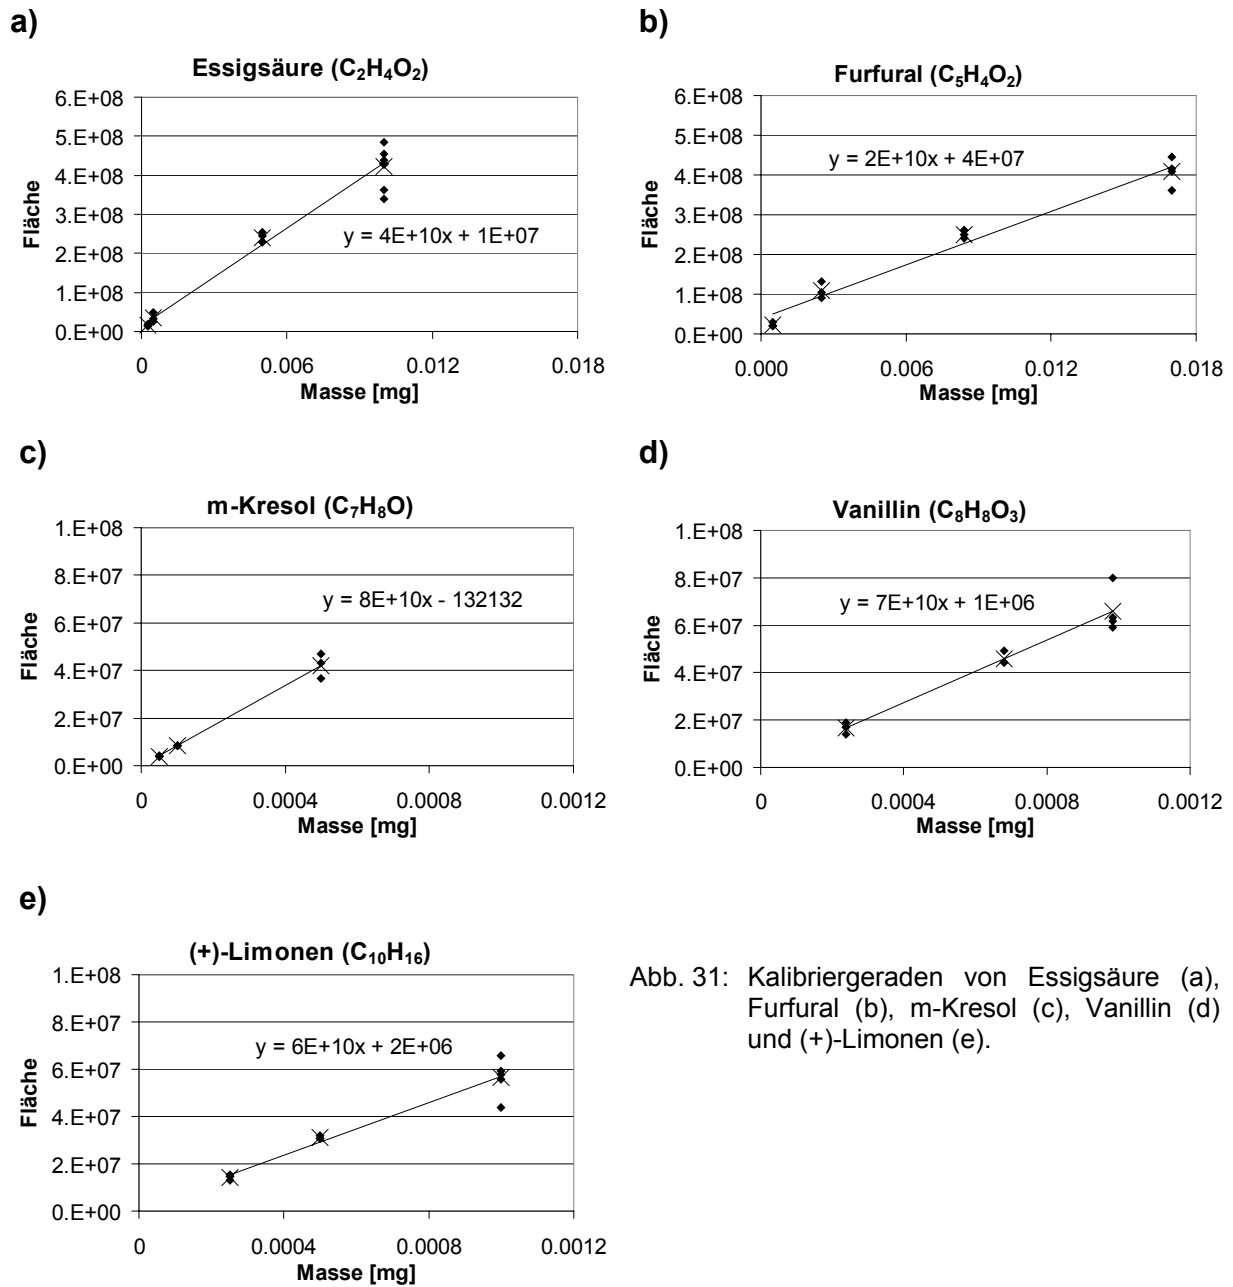 a)
Essigsäure (C₂H₄O₂)
6.E+08
5.E+08
4.E+08
3.E+08
2.E+08
1.E+08
0.E+00
Fläche
y = 4E+10x + 1E+07
0 0.006 0.012 0.018
Masse [mg]
b)
Furfural (C₅H₄O₂)
6.E+08
5.E+08
4.E+08
3.E+08
2.E+08
1.E+08
0.E+00
Fläche
y = 2E+10x + 4E+07
0.000 0.006 0.012 0.018
Masse [mg]
c)
m-Kresol (C₇H₈O)
1.E+08
8.E+07
6.E+07
4.E+07
2.E+07
0.E+00
Fläche
y = 8E+10x - 132132
0 0.0004 0.0008 0.0012
Masse [mg]
d)
Vanillin (C₈H₈O₃)
1.E+08
8.E+07
6.E+07
4.E+07
2.E+07
0.E+00
Fläche
y = 7E+10x + 1E+06
0 0.0004 0.0008 0.0012
Masse [mg]
e)
(+)-Limonen (C₁₀H₁₆)
1.E+08
8.E+07
6.E+07
4.E+07
2.E+07
0.E+00
Fläche
y = 6E+10x + 2E+06
0 0.0004 0.0008 0.0012
Masse [mg]
Abb. 31: Kalibriergeraden von Essigsäure (a),
Furfural (b), m-Kresol (c), Vanillin (d)
und (+)-Limonen (e).